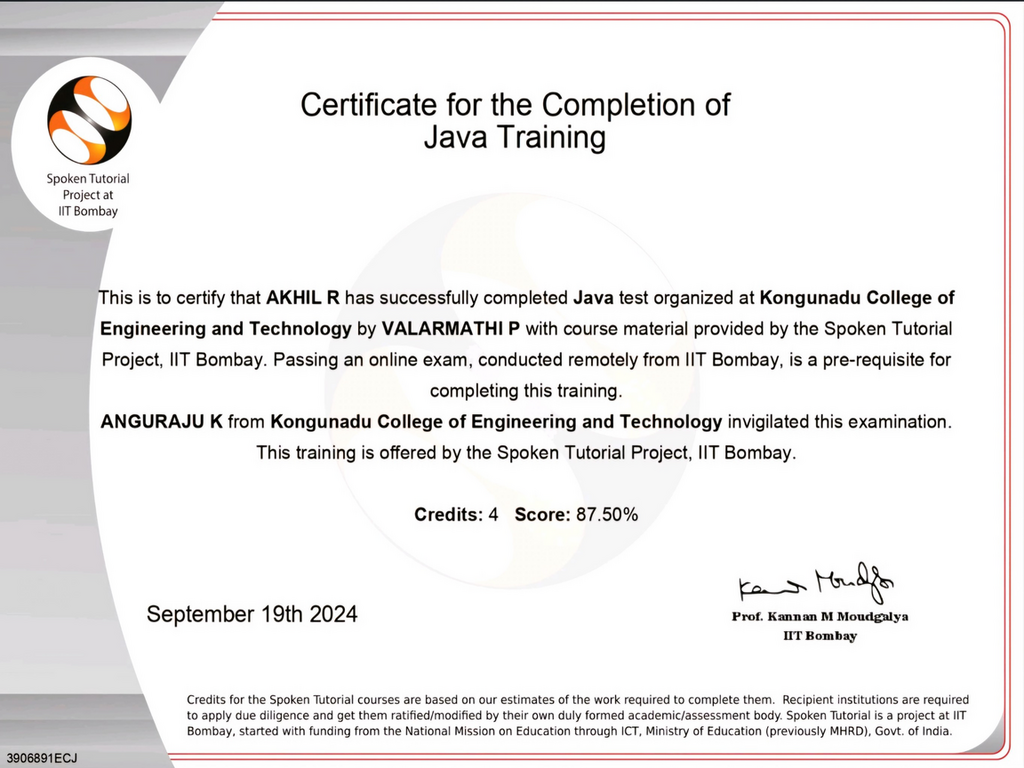 Spoken Tutorial
Project at
IIT Bombay
Certificate for the Completion of
Java Training
This is to certify that AKHIL R has successfully completed Java test organized at Kongunadu College of
Engineering and Technology by VALARMATHI P with course material provided by the Spoken Tutorial
Project, IIT Bombay. Passing an online exam, conducted remotely from IIT Bombay, is a pre-requisite for
completing this training.
ANGURAJU K from Kongunadu College of Engineering and Technology invigilated this examination.
This training is offered by the Spoken Tutorial Project, IIT Bombay.
Credits: 4 Score: 87.50%
September 19th 2024
Kannan Moudgalya
Prof. Kannan M Moudgalya
IIT Bombay
Credits for the Spoken Tutorial courses are based on our estimates of the work required to complete them. Recipient institutions are required
to apply due diligence and get them ratified/modified by their own duly formed academic/assessment body. Spoken Tutorial is a project at IIT
Bombay, started with funding from the National Mission on Education through ICT, Ministry of Education (previously MHRD), Govt. of India.
3906891ECJ